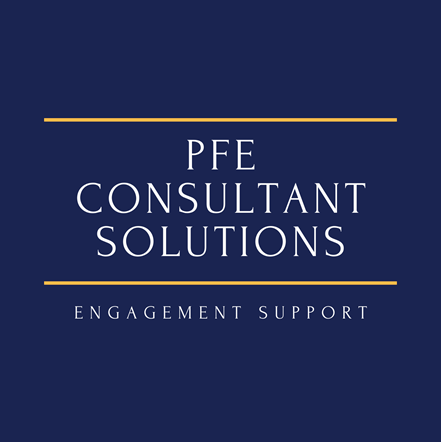 PFE
CONSULTANT
SOLUTIONS
ENGAGEMENT SUPPORT